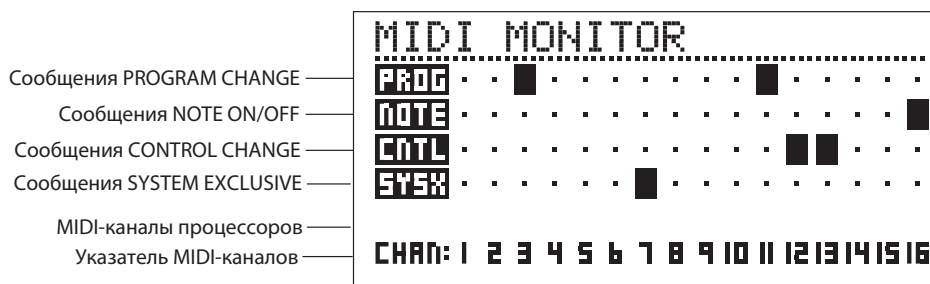 MIDI MONITOR
Сообщения PROGRAM CHANGE PROG
Сообщения NOTE ON/OFF NOTE
Сообщения CONTROL CHANGE CNTL
Сообщения SYSTEM EXCLUSIVE SYSX
MIDI-каналы процессоров
Указатель MIDI-каналов CHAN: 1 2 3 4 5 6 7 8 9 10 11 12 13 14 15 16